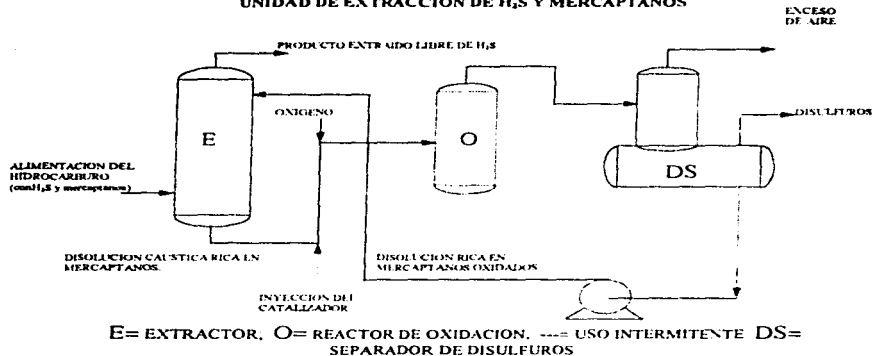 UNIDAD DE EXTRACCION DE H₂S Y MERCAPTANOS
EXCESO
DE AIRE
PRODUCTO EXTRAIDO LIBRE DE H₂S
OXIGENO
DISULFUROS
E
O
DS
ALIMENTACION DEL
HIDROCARBURO
(con H₂S y mercaptanos)
DISOLUCION CAUSTICA RICA EN
MERCAPTANOS.
DISOLUCION RICA EN
MERCAPTANOS OXIDADOS
INYECCION DEL
CATALIZADOR
E= EXTRACTOR, O= REACTOR DE OXIDACION, ---= USO INTERMITENTE DS=
SEPARADOR DE DISULFUROS